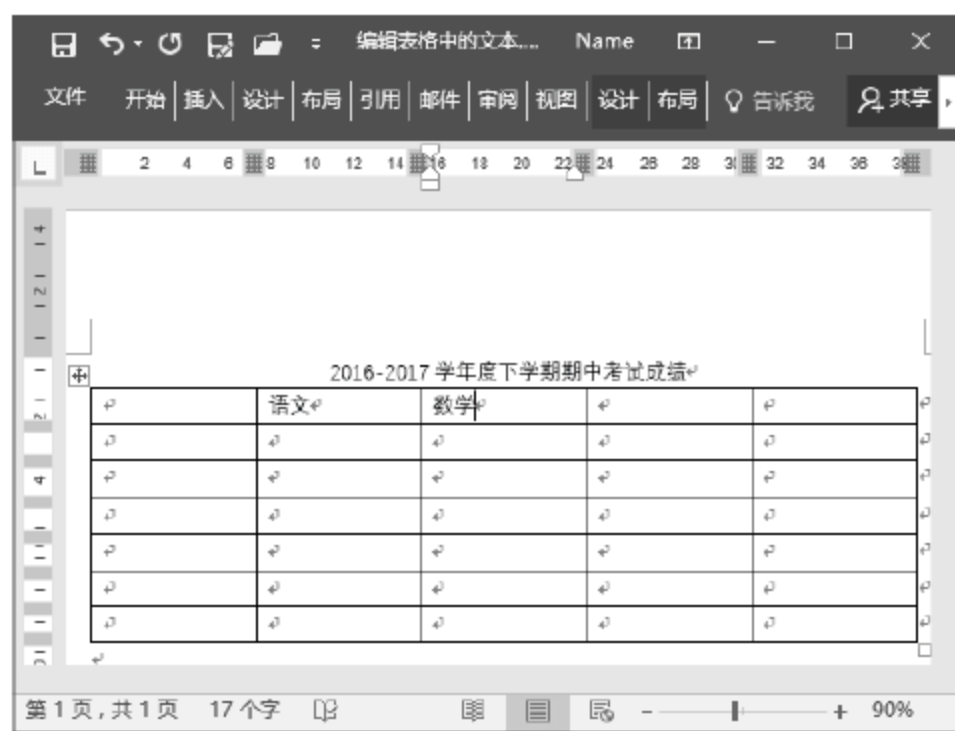 编辑表格中的文本.... Name
文件 开始 插入 设计 布局 引用 邮件 审阅 视图 设计 布局 告诉我 共享
L 2 4 6 8 10 12 14 16 18 20 22 24 26 28 30 32 34 36 38
4
2
2016-2017 学年度下学期期中考试成绩
语文 数学
2
4
第 1 页，共 1 页 17 个字 90%